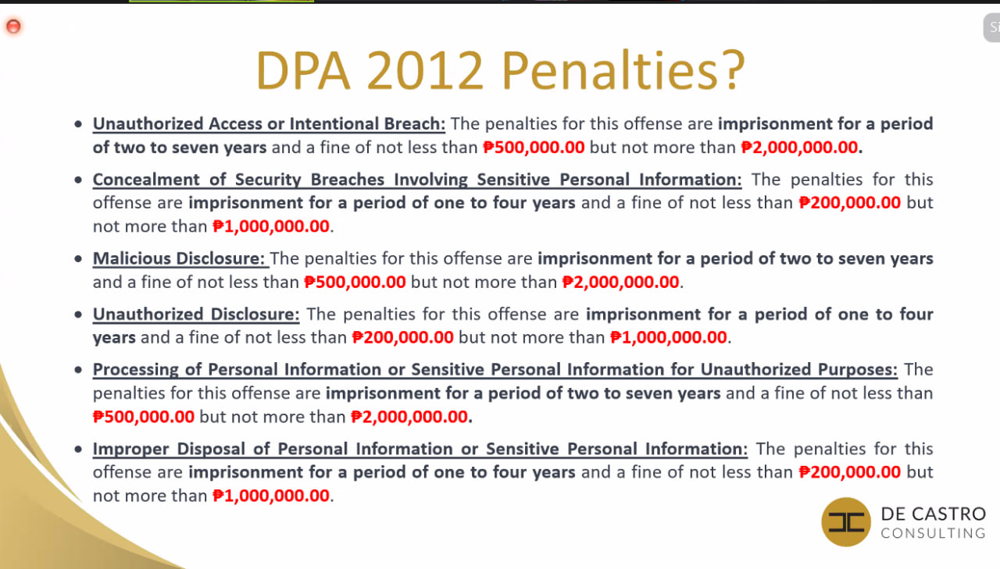 Si
DPA 2012 Penalties?
• Unauthorized Access or Intentional Breach: The penalties for this offense are imprisonment for a period
of two to seven years and a fine of not less than ₱500,000.00 but not more than ₱2,000,000.00.
• Concealment of Security Breaches Involving Sensitive Personal Information: The penalties for this
offense are imprisonment for a period of one to four years and a fine of not less than ₱200,000.00 but
not more than ₱1,000,000.00.
• Malicious Disclosure: The penalties for this offense are imprisonment for a period of two to seven years
and a fine of not less than ₱500,000.00 but not more than ₱2,000,000.00.
• Unauthorized Disclosure: The penalties for this offense are imprisonment for a period of one to four
years and a fine of not less than ₱200,000.00 but not more than ₱1,000,000.00.
• Processing of Personal Information or Sensitive Personal Information for Unauthorized Purposes: The
penalties for this offense are imprisonment for a period of two to seven years and a fine of not less than
₱500,000.00 but not more than ₱2,000,000.00.
• Improper Disposal of Personal Information or Sensitive Personal Information: The penalties for this
offense are imprisonment for a period of one to four years and a fine of not less than ₱200,000.00 but
not more than ₱1,000,000.00.
DE CASTRO
CONSULTING